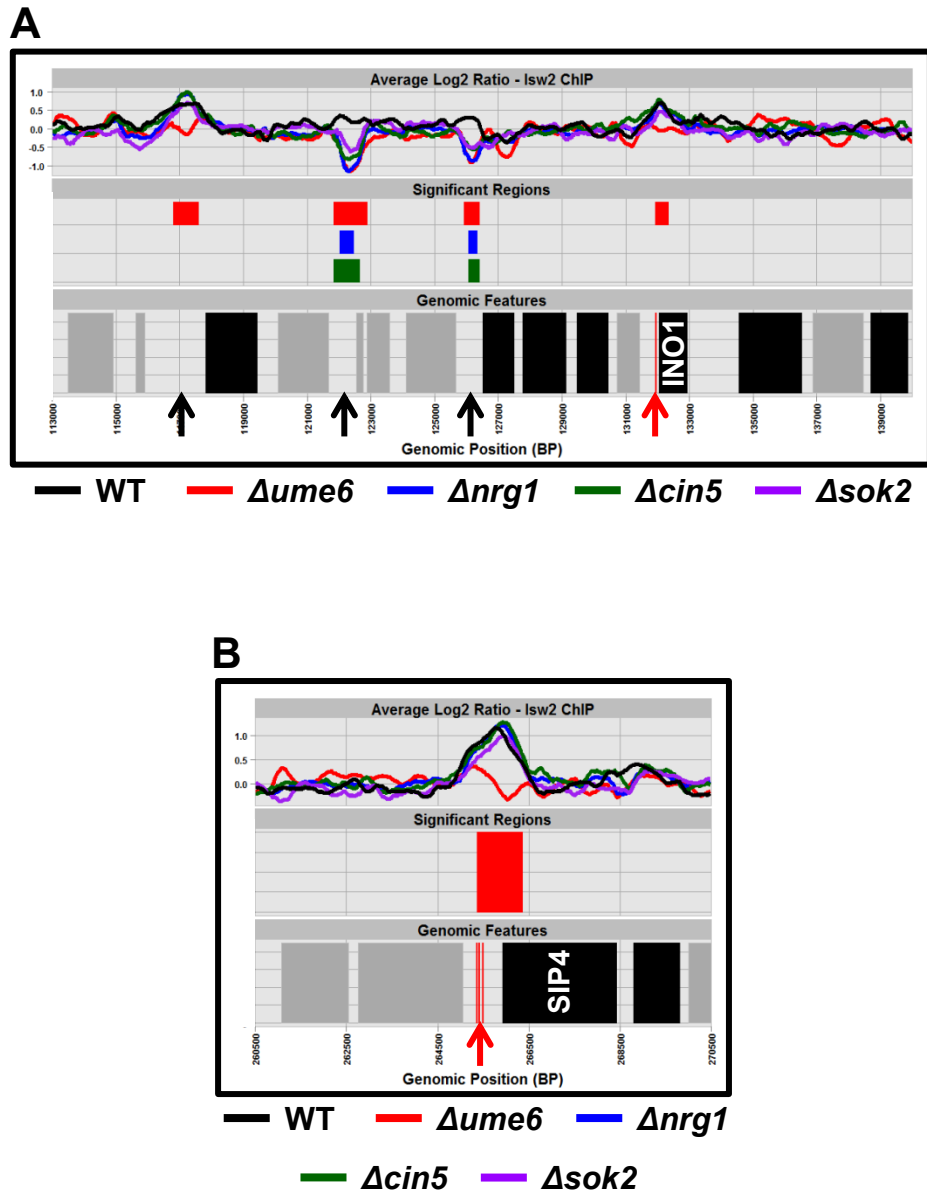 A
Average Log2 Ratio - Isw2 ChIP
1.0
0.5
0.0
-0.5
-1.0
Significant Regions
Genomic Features
INO1
113000 115000 119000 121000 123000 125000 127000 129000 131000 133000 135000 137000 139000
Genomic Position (BP)
WT Δume6 Δnrg1 Δcin5 Δsok2
B
Average Log2 Ratio - Isw2 ChIP
1.0
0.5
0.0
Significant Regions
Genomic Features
SIP4
260500 262500 264500 266500 268500 270500
Genomic Position (BP)
WT Δume6 Δnrg1
Δcin5 Δsok2